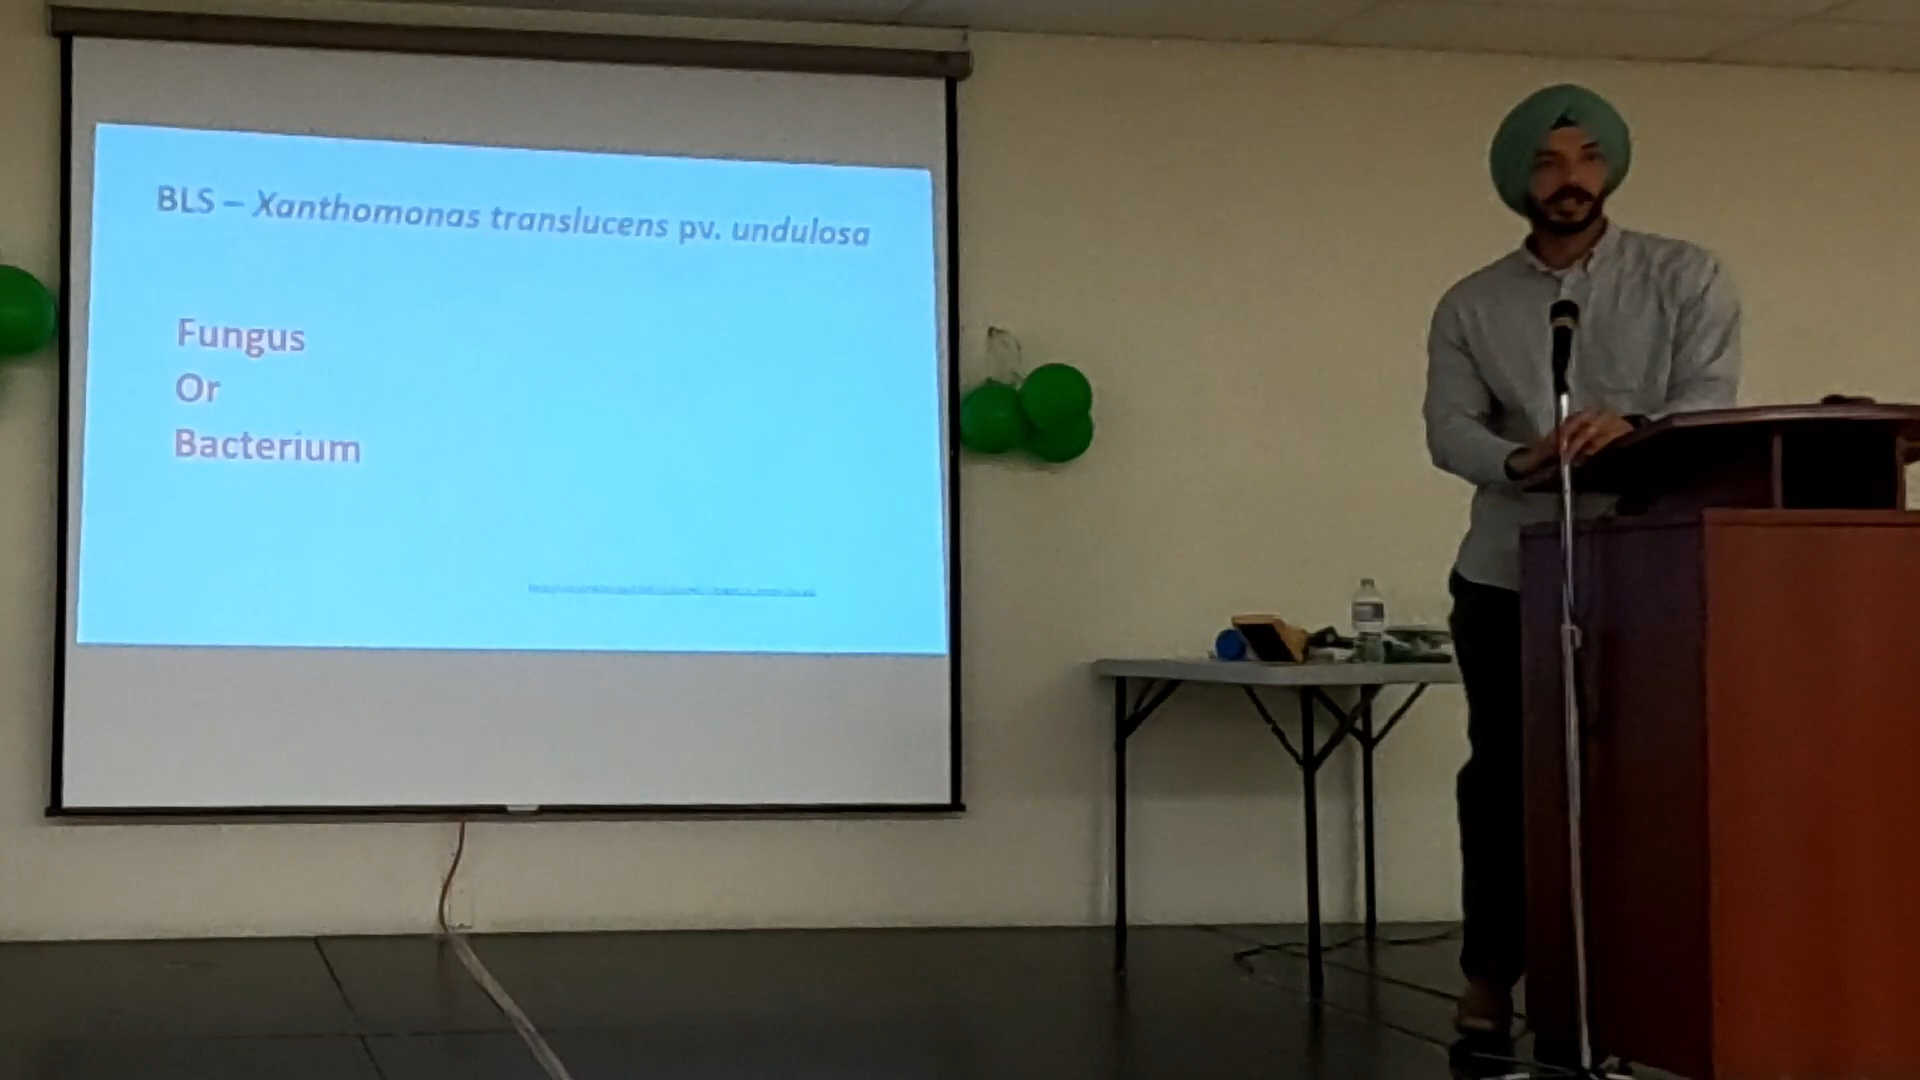 BLS – Xanthomonas translucens pv. undulosa
Fungus
Or
Bacterium